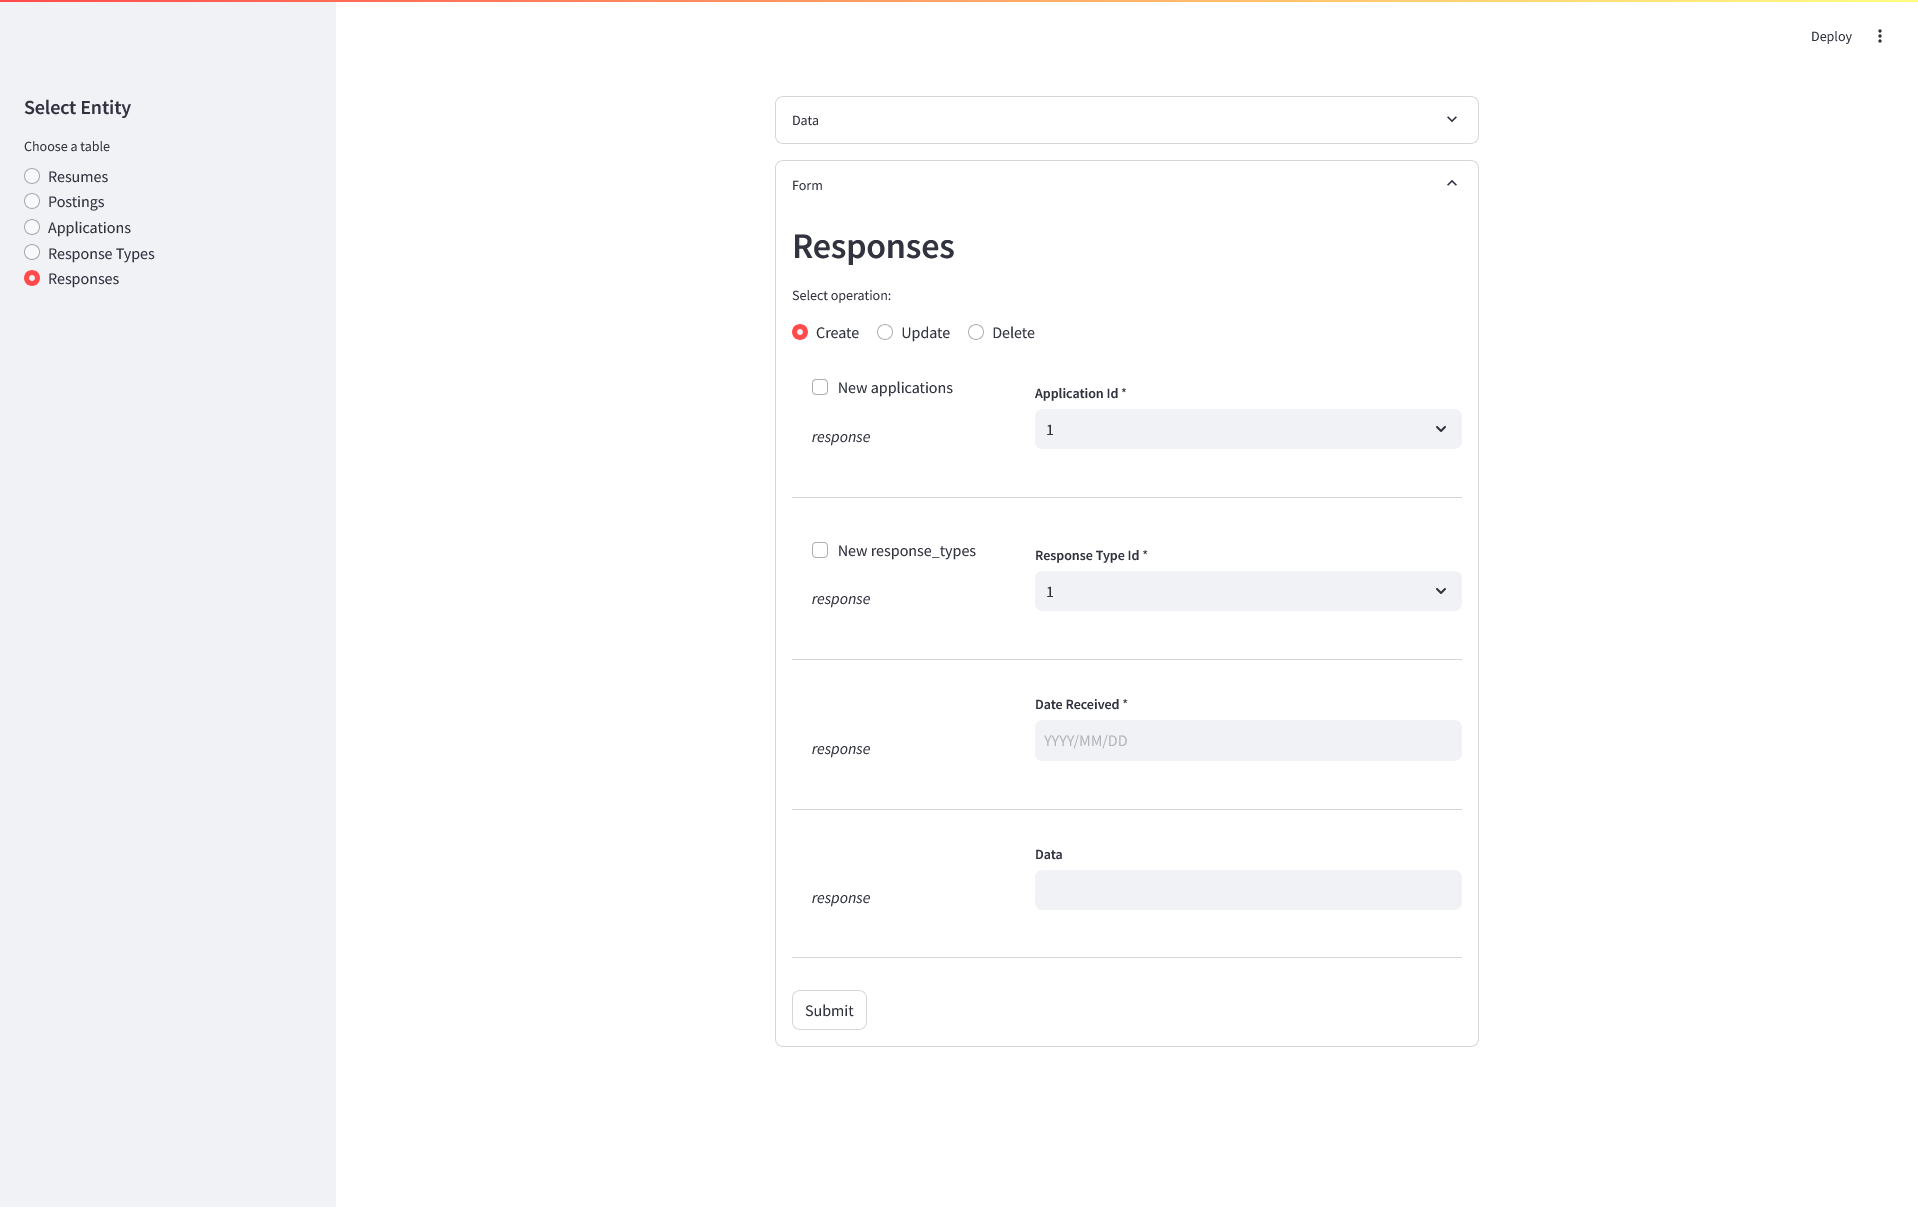 Deploy
Select Entity
Choose a table
Resumes
Postings
Applications
Response Types
Responses
Data
Form
Responses
Select operation:
Create Update Delete
New applications
Application Id *
1
response
New response_types
Response Type Id *
1
response
Date Received *
YYYY/MM/DD
response
Data
response
Submit